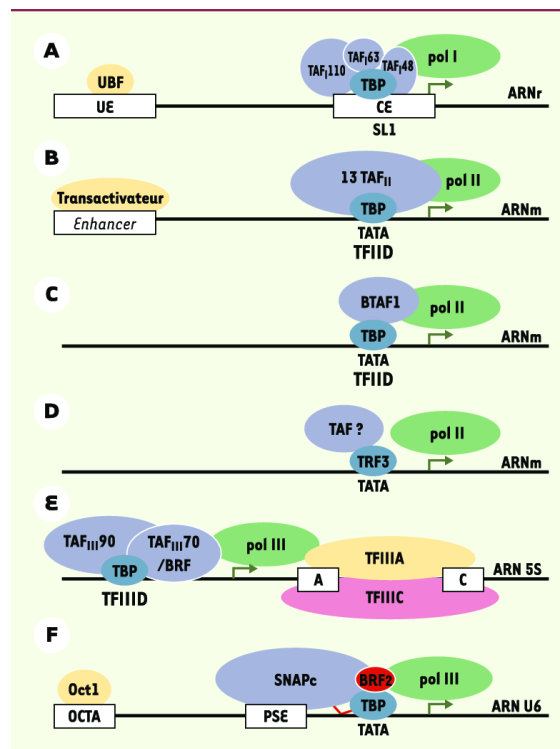 A
UBF
UE
TAFI110
TAFI63
TAFI48
TBP
CE
SL1
pol I
ARNr
B
Transactivateur
Enhancer
13 TAFII
TBP
TATA
TFIID
pol II
ARNm
C
BTAF1
TBP
TATA
TFIID
pol II
ARNm
D
TAF ?
TRF3
TATA
pol II
ARNm
E
TAFIII90
TBP
TAFIII70
/BRF
TFIIID
pol III
A
TFIIIA
TFIIIC
C
ARN 5S
F
Oct1
OCTA
SNAPc
PSE
BRF2
TBP
TATA
pol III
ARN U6